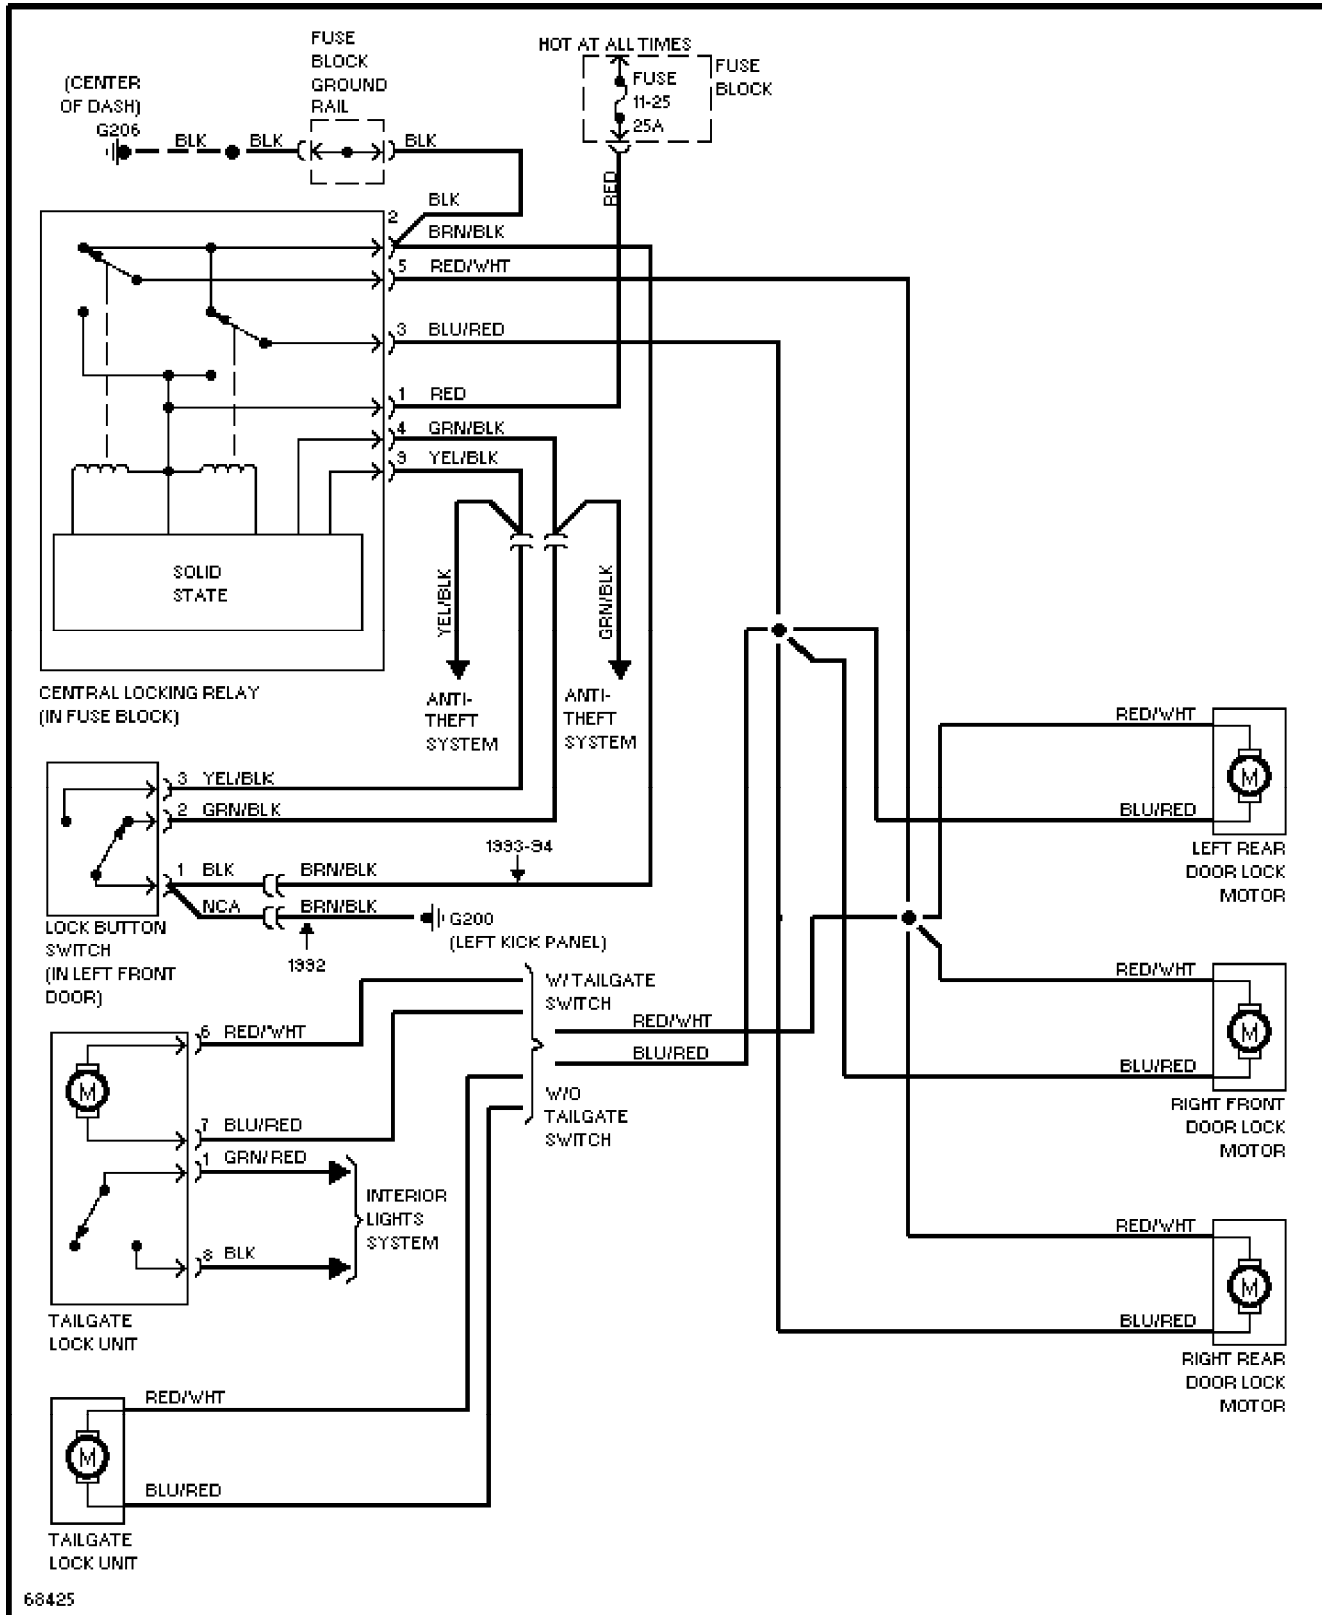 FUSE
BLOCK
GROUND
RAIL
HOT AT ALL TIMES
FUSE
11-25
25A
FUSE
BLOCK
(CENTER
OF DASH)
G206
BLK
BLK
BLK
RED
BLK
2
BRN/BLK
5
RED/WHT
3
BLU/RED
1
RED
4
GRN/BLK
9
YEL/BLK
SOLID
STATE
YEL/BLK
GRN/BLK
CENTRAL LOCKING RELAY
(IN FUSE BLOCK)
ANTI-
THEFT
SYSTEM
ANTI-
THEFT
SYSTEM
3
YEL/BLK
2
GRN/BLK
1993-94
1
BLK
BRN/BLK
NCA
BRN/BLK
G200
(LEFT KICK PANEL)
1992
LOCK BUTTON
SWITCH
(IN LEFT FRONT
DOOR)
RED/WHT
M
BLU/RED
LEFT REAR
DOOR LOCK
MOTOR
W/ TAILGATE
SWITCH
RED/WHT
BLU/RED
W/O
TAILGATE
SWITCH
RED/WHT
M
BLU/RED
RIGHT FRONT
DOOR LOCK
MOTOR
6
RED/WHT
M
7
BLU/RED
1
GRN/RED
8
BLK
INTERIOR
LIGHTS
SYSTEM
TAILGATE
LOCK UNIT
RED/WHT
M
BLU/RED
RIGHT REAR
DOOR LOCK
MOTOR
RED/WHT
M
BLU/RED
TAILGATE
LOCK UNIT
68425